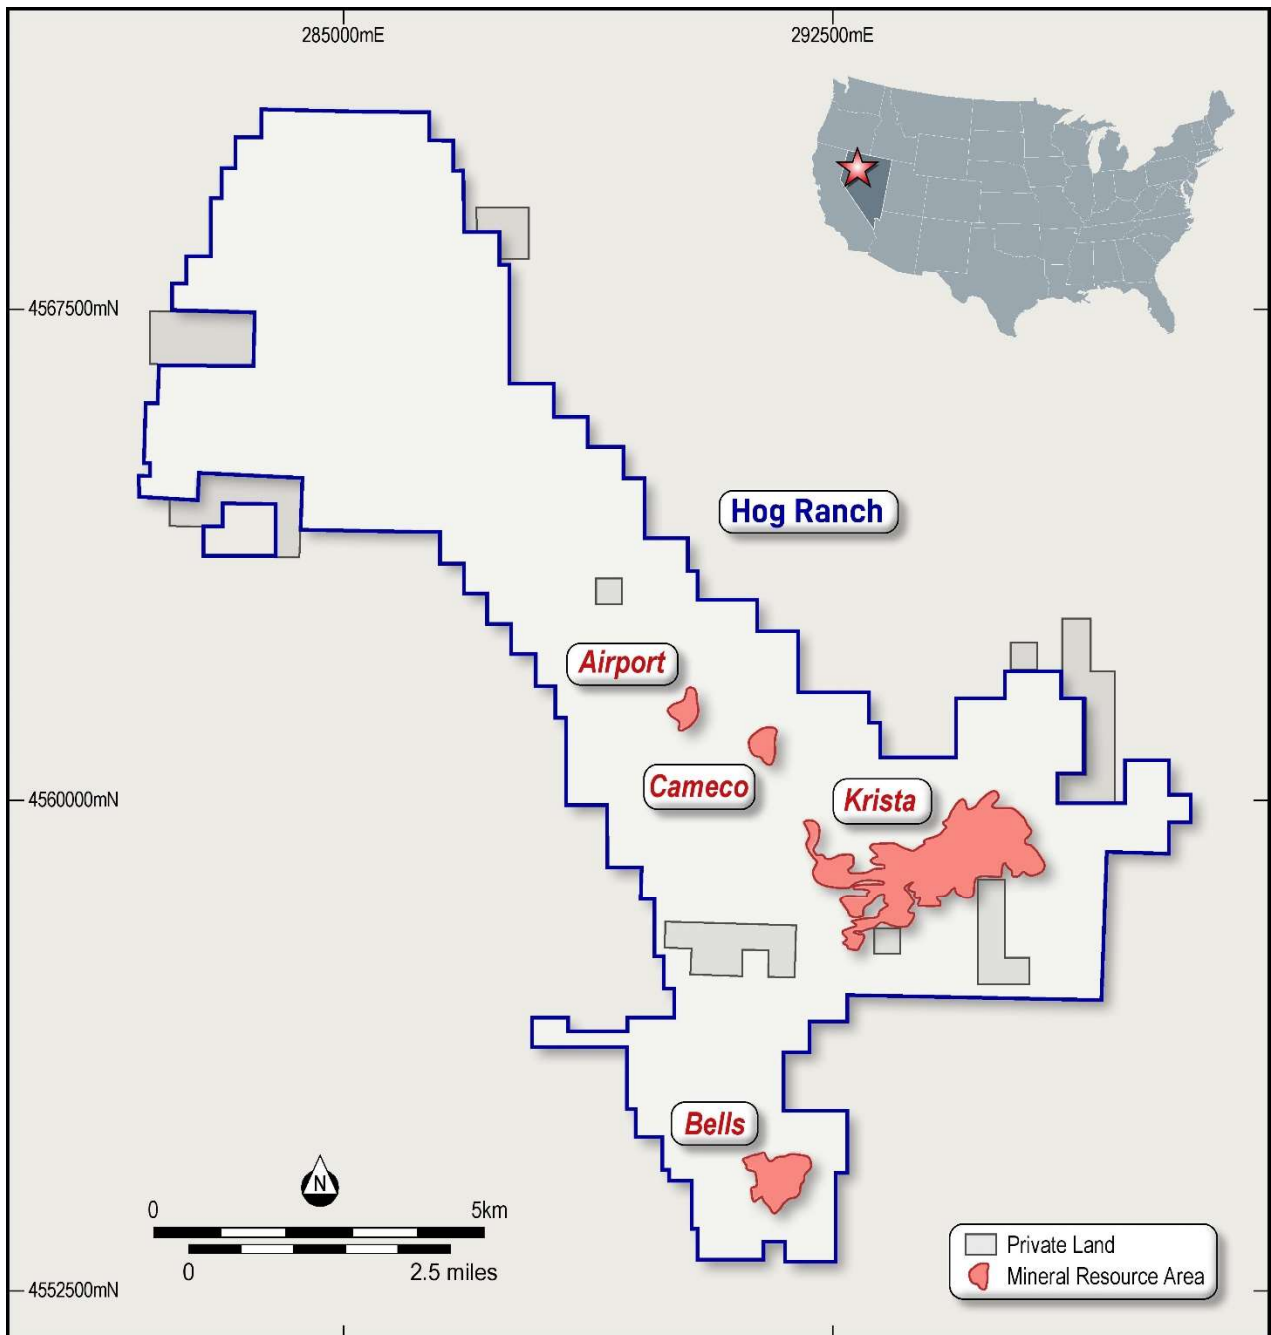 285000mE
292500mE
4567500mN
Hog Ranch
Airport
Cameco
Krista
4560000mN
Bells
N
0
5km
0
2.5 miles
Private Land
Mineral Resource Area
4552500mN